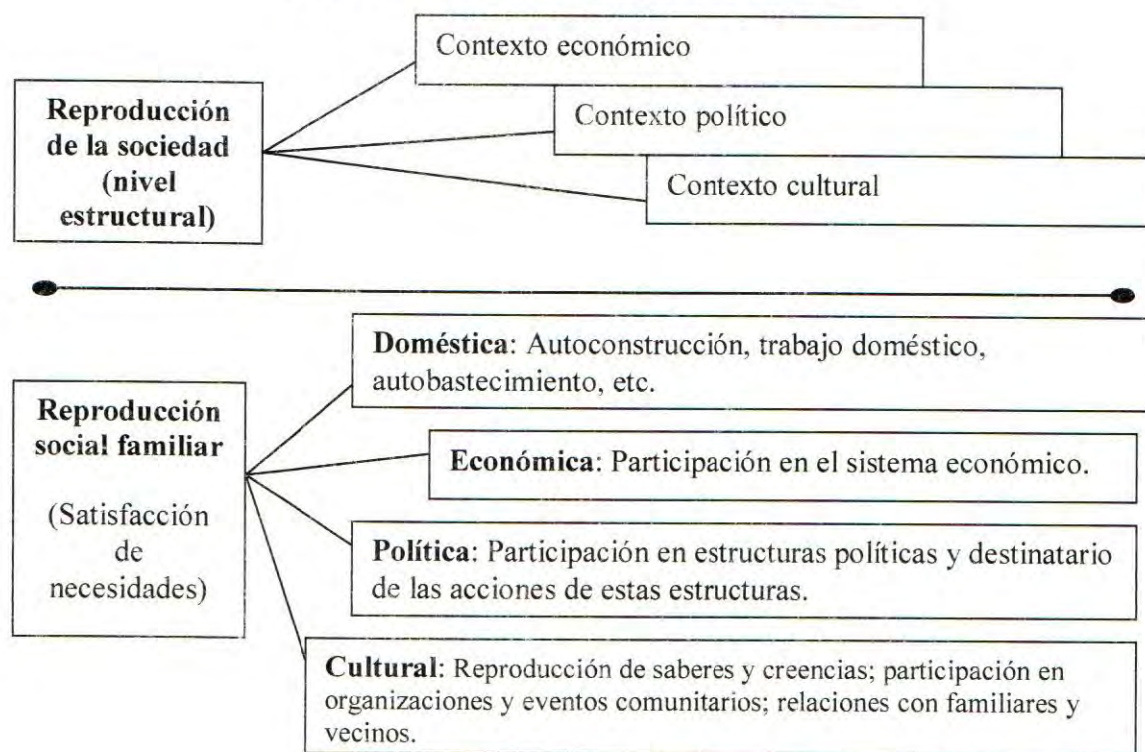 Contexto económico
Reproducción
de la sociedad
(nivel
estructural)
Contexto político
Contexto cultural
Doméstica: Autoconstrucción, trabajo doméstico,
autobastecimiento, etc.
Reproducción
social familiar
(Satisfacción
de
necesidades)
Económica: Participación en el sistema económico.
Política: Participación en estructuras políticas y destinatario
de las acciones de estas estructuras.
Cultural: Reproducción de saberes y creencias; participación en
organizaciones y eventos comunitarios; relaciones con familiares y
vecinos.